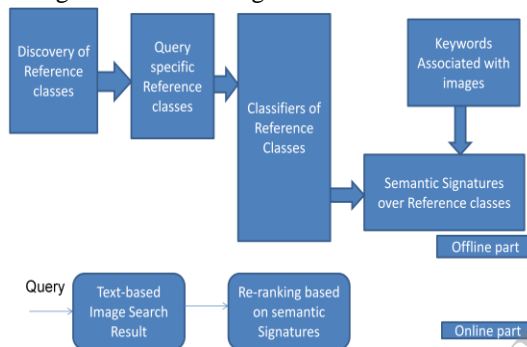 Discovery of
Reference
classes
Query
specific
Reference
classes
Classifiers of
Reference
Classes
Keywords
Associated with
images
Semantic Signatures
over Reference classes
Offline part
Query
Text-based
Image Search
Result
Re-ranking based
on semantic
Signatures
Online part